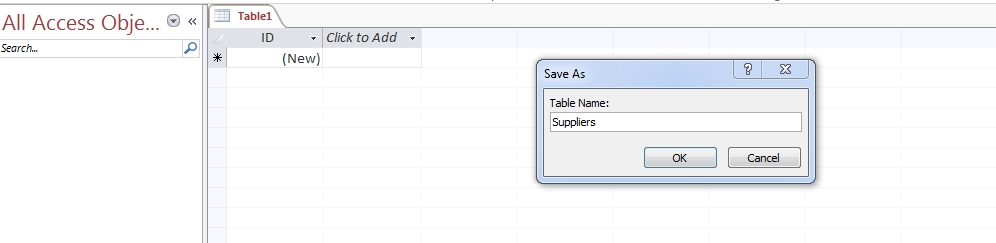 All Access Obje...
Search...
Table1
ID
Click to Add
(New)
Save As
Table Name:
Suppliers
OK
Cancel